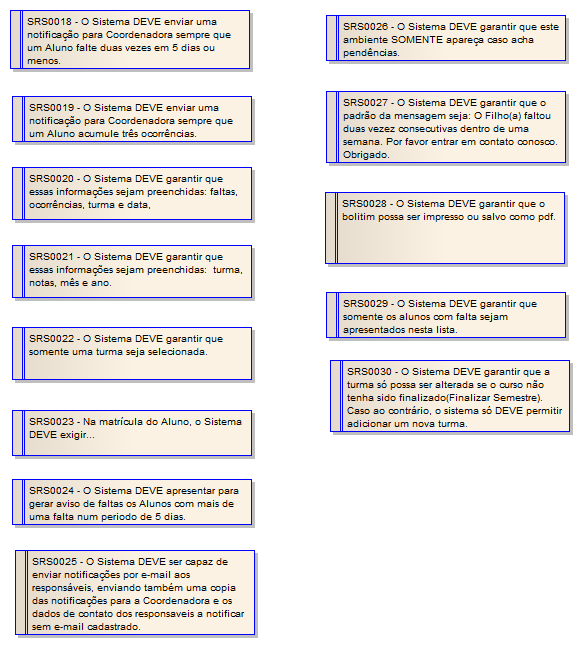 SRS0018 - O Sistema DEVE enviar uma
notificação para Coordenadora sempre que
um Aluno falte duas vezes em 5 dias ou
menos.
SRS0019 - O Sistema DEVE enviar uma
notificação para Coordenadora sempre que
um Aluno acumule três ocorrências.
SRS0020 - O Sistema DEVE garantir que
essas informações sejam preenchidas: faltas,
ocorrências, turma e data,
SRS0021 - O Sistema DEVE garantir que
essas informações sejam preenchidas:  turma,
notas, mês e ano.
SRS0022 - O Sistema DEVE garantir que
somente uma turma seja selecionada.
SRS0023 - Na matrícula do Aluno, o Sistema
DEVE exigir...
SRS0024 - O Sistema DEVE apresentar para
gerar aviso de faltas os Alunos com mais de
uma falta num periodo de 5 dias.
SRS0025 - O Sistema DEVE ser capaz de
enviar notificações por e-mail aos
responsáveis, enviando também uma copia
das notificações para a Coordenadora e os
dados de contato dos responsaveis a notificar
sem e-mail cadastrado.
SRS0026 - O Sistema DEVE garantir que este
ambiente SOMENTE apareça caso acha
pendências.
SRS0027 - O Sistema DEVE garantir que o
padrão da mensagem seja: O Filho(a) faltou
duas vezez consecutivas dentro de uma
semana. Por favor entrar em contato conosco.
Obrigado.
SRS0028 - O Sistema DEVE garantir que o
bolitim possa ser impresso ou salvo como pdf.
SRS0029 - O Sistema DEVE garantir que
somente os alunos com falta sejam
apresentados nesta lista.
SRS0030 - O Sistema DEVE garantir que a
turma só possa ser alterada se o curso não
tenha sido finalizado(Finalizar Semestre).
Caso ao contrário, o sistema só DEVE permitir
adicionar um nova turma.